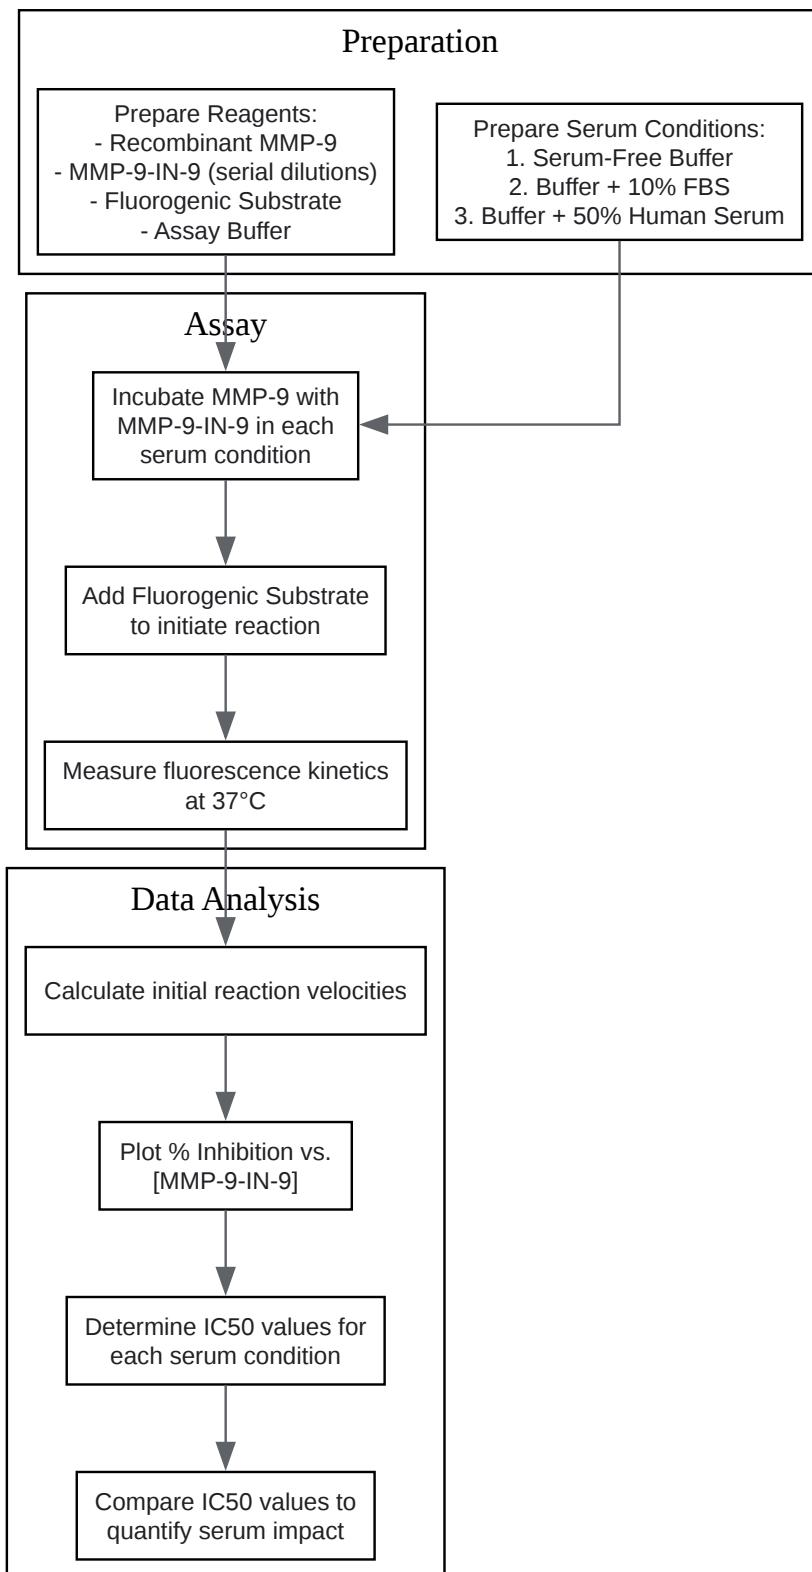 Preparation
Prepare Reagents:
- Recombinant MMP-9
- MMP-9-IN-9 (serial dilutions)
- Fluorogenic Substrate
- Assay Buffer
Prepare Serum Conditions:
1. Serum-Free Buffer
2. Buffer + 10% FBS
3. Buffer + 50% Human Serum
Assay
Incubate MMP-9 with
MMP-9-IN-9 in each
serum condition
Add Fluorogenic Substrate
to initiate reaction
Measure fluorescence kinetics
at 37°C
Data Analysis
Calculate initial reaction velocities
Plot % Inhibition vs.
[MMP-9-IN-9]
Determine IC50 values for
each serum condition
Compare IC50 values to
quantify serum impact